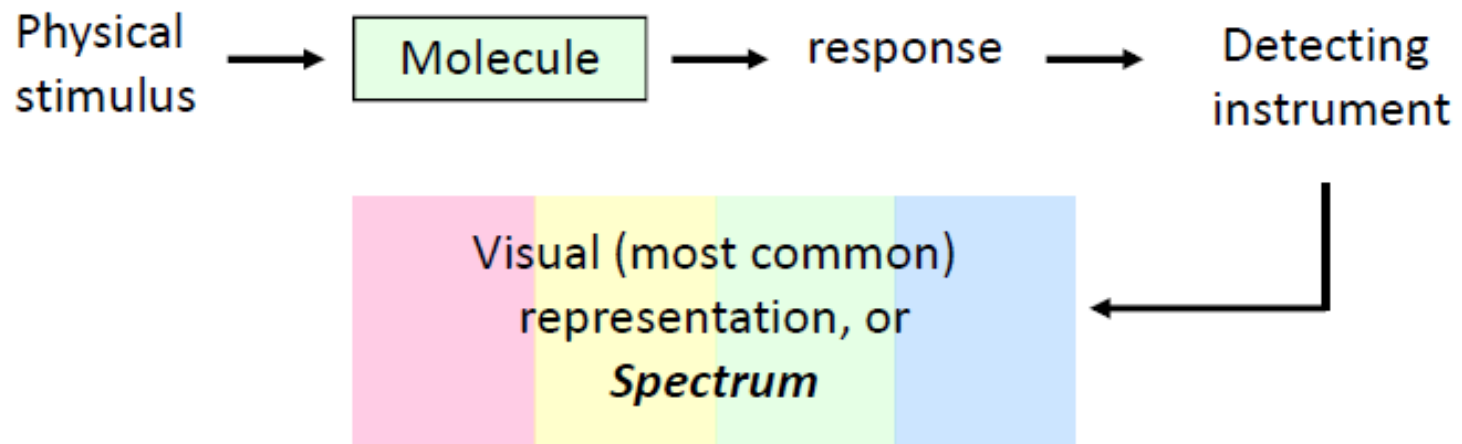 Physical
stimulus
Molecule
response
Detecting
instrument
Visual (most common)
representation, or
Spectrum